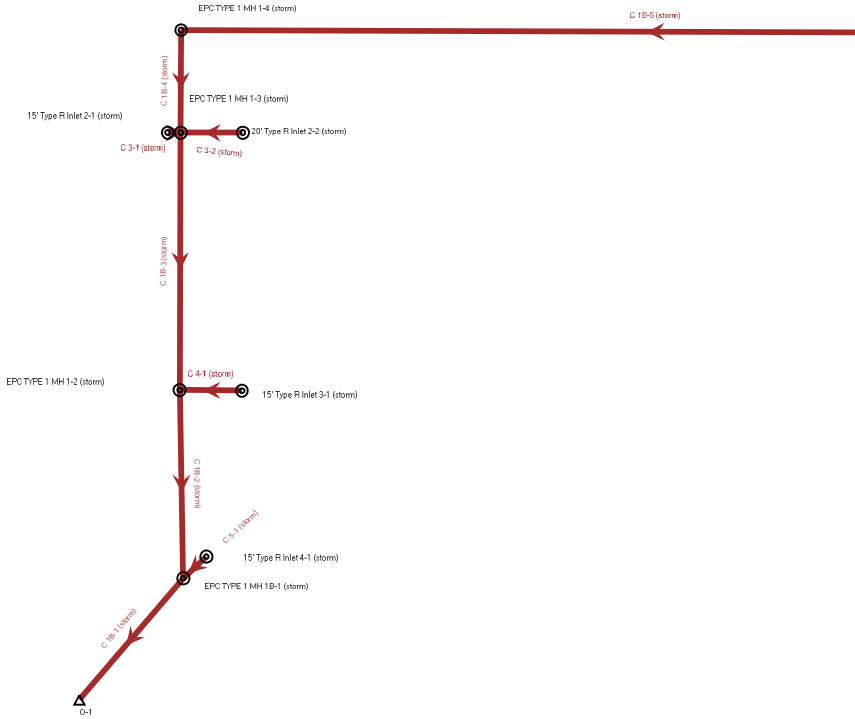 EPC TYPE 1 MH 1-4 (storm)
C 1B-5 (storm)
C 1B-4 (storm)
EPC TYPE 1 MH 1-3 (storm)
15' Type R Inlet 2-1 (storm)
20' Type R Inlet 2-2 (storm)
C 3-1 (storm)
C 3-2 (storm)
C 1B-3 (storm)
C 4-1 (storm)
EPC TYPE 1 MH 1-2 (storm)
15' Type R Inlet 3-1 (storm)
C 1B-2 (storm)
C 5-1 (storm)
15' Type R Inlet 4-1 (storm)
EPC TYPE 1 MH 1B-1 (storm)
C 1B-1 (storm)
O-1